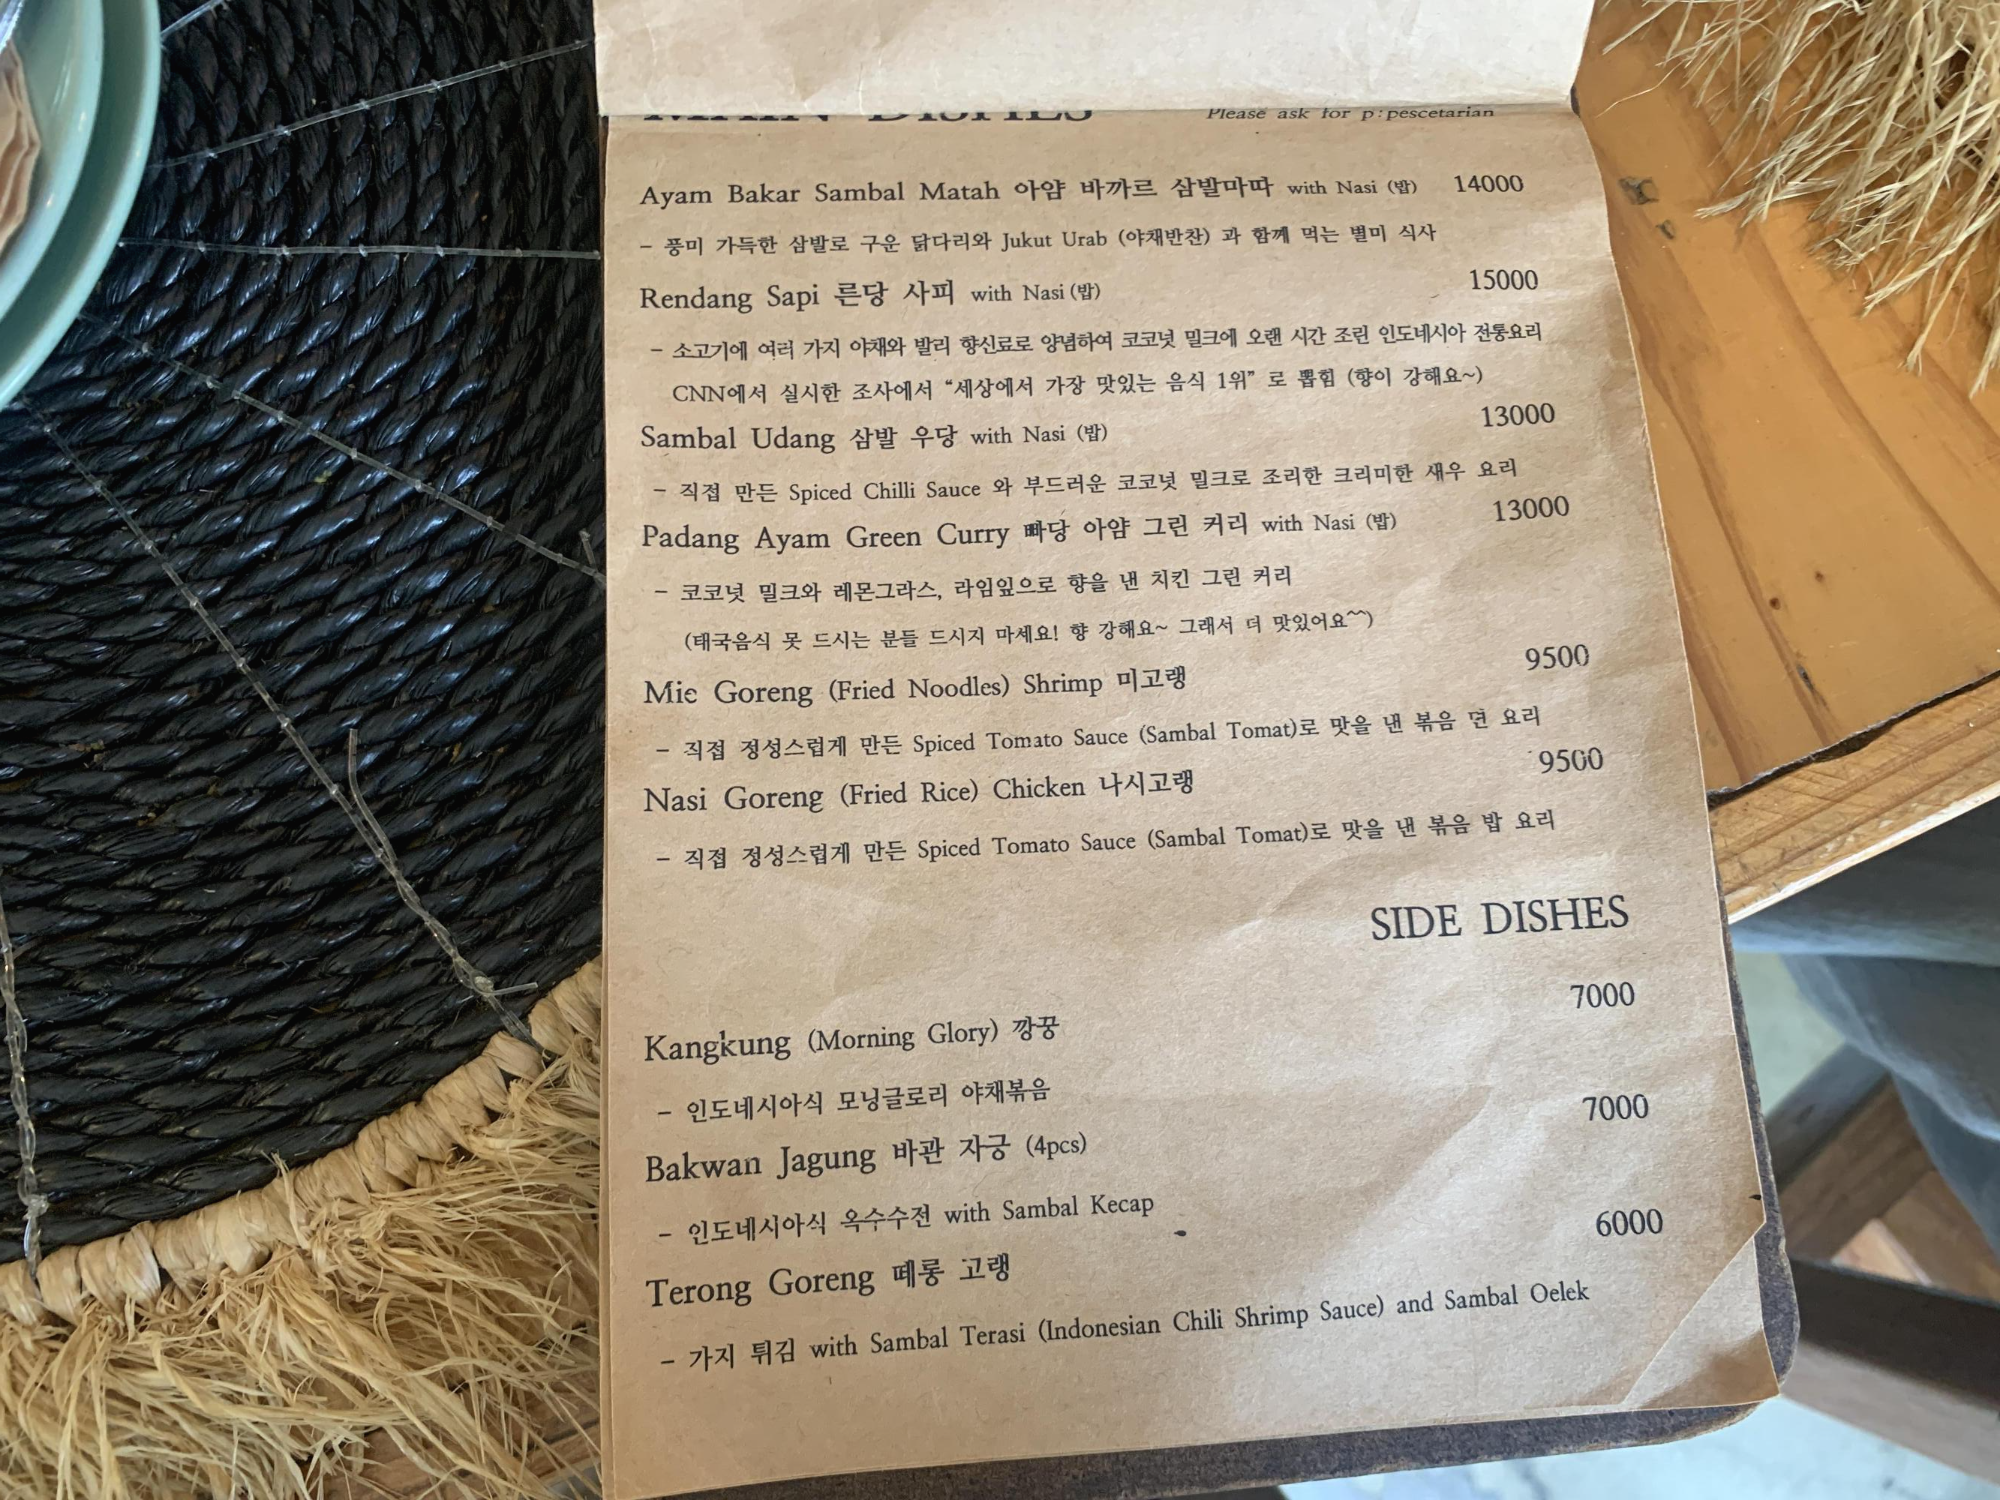 MAIN DISHES
Please ask for p:pescetarian
Ayam Bakar Sambal Matah 아얌 바까르 삼발마따 with Nasi (밥) 14000
- 풍미 가득한 삼발로 구운 닭다리와 Jukut Urab (야채반찬) 과 함께 먹는 별미 식사
Rendang Sapi 른당 사피 with Nasi (밥) 15000
- 소고기에 여러 가지 야채와 발리 향신료로 양념하여 코코넛 밀크에 오랜 시간 조린 인도네시아 전통요리
CNN에서 실시한 조사에서 “세상에서 가장 맛있는 음식 1위” 로 뽑힘 (향이 강해요~)
Sambal Udang 삼발 우당 with Nasi (밥) 13000
- 직접 만든 Spiced Chilli Sauce 와 부드러운 코코넛 밀크로 조리한 크리미한 새우 요리
Padang Ayam Green Curry 빠당 아얌 그린 커리 with Nasi (밥) 13000
- 코코넛 밀크와 레몬그라스, 라임잎으로 향을 낸 치킨 그린 커리
(태국음식 못 드시는 분들 드시지 마세요! 향 강해요~ 그래서 더 맛있어요^^)
Mie Goreng (Fried Noodles) Shrimp 미고랭 9500
- 직접 정성스럽게 만든 Spiced Tomato Sauce (Sambal Tomat)로 맛을 낸 볶음 면 요리
Nasi Goreng (Fried Rice) Chicken 나시고랭 9500
- 직접 정성스럽게 만든 Spiced Tomato Sauce (Sambal Tomat)로 맛을 낸 볶음 밥 요리
SIDE DISHES
Kangkung (Morning Glory) 깡꿍 7000
- 인도네시아식 모닝글로리 야채볶음
Bakwan Jagung 바관 자궁 (4pcs) 7000
- 인도네시아식 옥수수전 with Sambal Kecap
Terong Goreng 떼롱 고랭 6000
- 가지 튀김 with Sambal Terasi (Indonesian Chili Shrimp Sauce) and Sambal Oelek